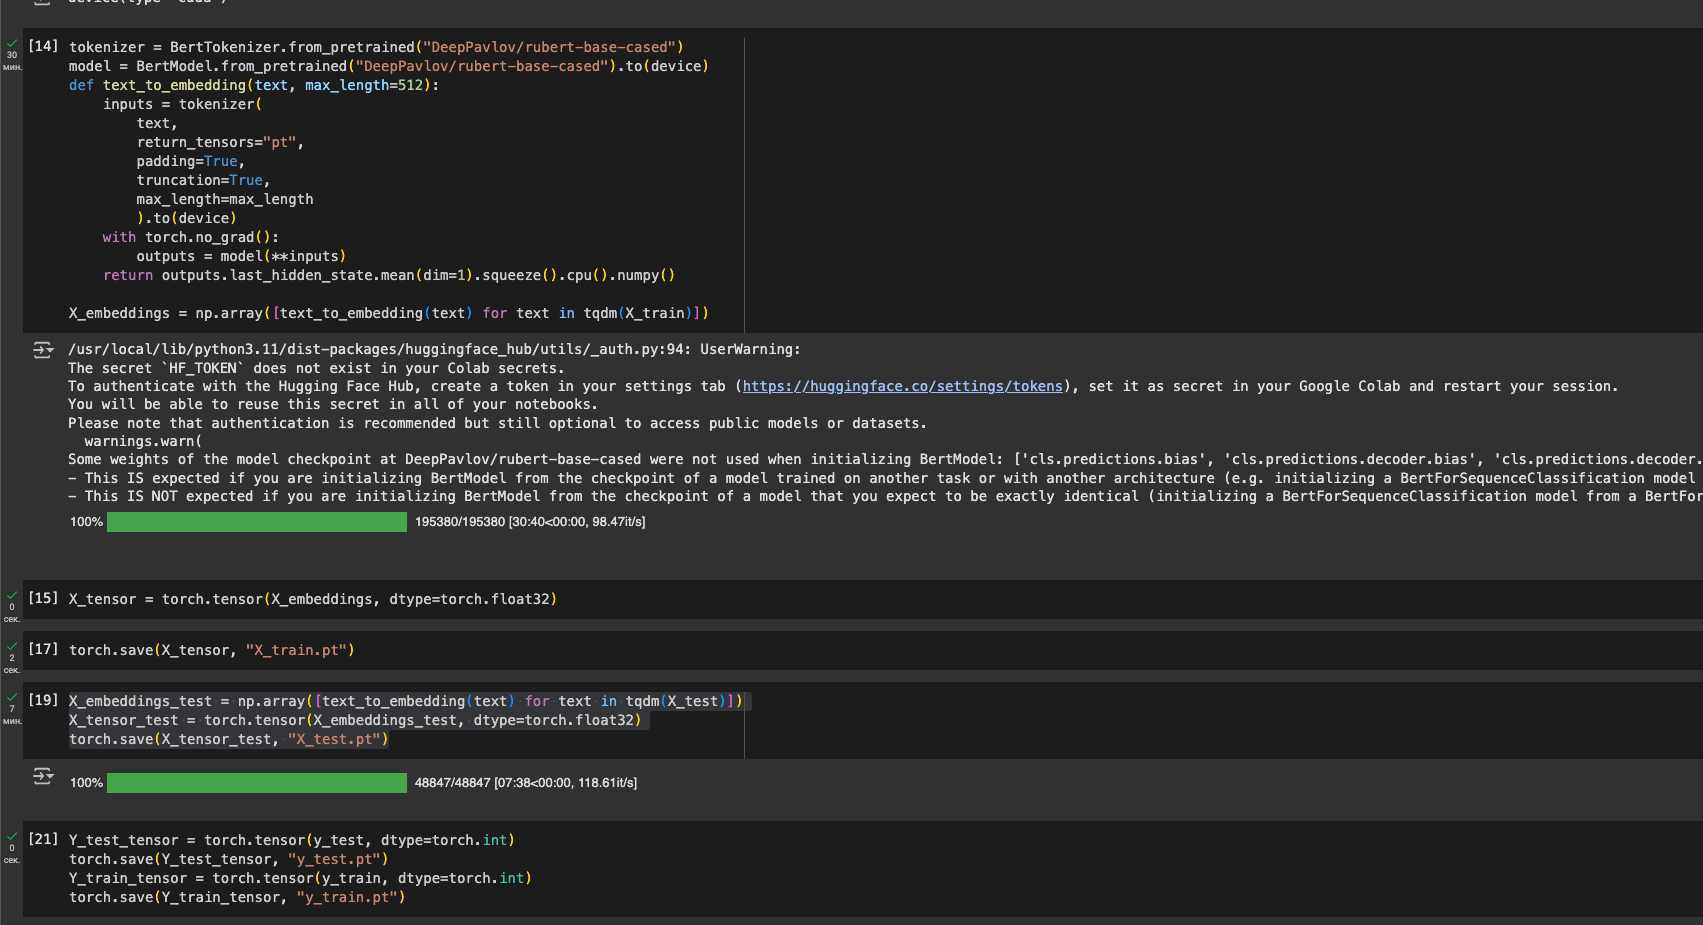 [14] tokenizer = BertTokenizer.from_pretrained("DeepPavlov/rubert-base-cased")
30
мин.
model = BertModel.from_pretrained("DeepPavlov/rubert-base-cased").to(device)
def text_to_embedding(text, max_length=512):
inputs = tokenizer(
text,
return_tensors="pt",
padding=True,
truncation=True,
max_length=max_length
).to(device)
with torch.no_grad():
outputs = model(**inputs)
return outputs.last_hidden_state.mean(dim=1).squeeze().cpu().numpy()
X_embeddings = np.array([text_to_embedding(text) for text in tqdm(X_train)])
/usr/local/lib/python3.11/dist-packages/huggingface_hub/utils/_auth.py:94: UserWarning:
The secret `HF_TOKEN` does not exist in your Colab secrets.
To authenticate with the Hugging Face Hub, create a token in your settings tab (https://huggingface.co/settings/tokens), set it as secret in your Google Colab and restart your session.
You will be able to reuse this secret in all of your notebooks.
Please note that authentication is recommended but still optional to access public models or datasets.
warnings.warn(
Some weights of the model checkpoint at DeepPavlov/rubert-base-cased were not used when initializing BertModel: ['cls.predictions.bias', 'cls.predictions.decoder.bias', 'cls.predictions.decoder.
- This IS expected if you are initializing BertModel from the checkpoint of a model trained on another task or with another architecture (e.g. initializing a BertForSequenceClassification model
- This IS NOT expected if you are initializing BertModel from the checkpoint of a model that you expect to be exactly identical (initializing a BertForSequenceClassification model from a BertFor
100% 195380/195380 [30:40<00:00, 98.47it/s]
[15] X_tensor = torch.tensor(X_embeddings, dtype=torch.float32)
0
сек.
[17] torch.save(X_tensor, "X_train.pt")
2
сек.
[19] X_embeddings_test = np.array([text_to_embedding(text) for text in tqdm(X_test)])
7
мин.
X_tensor_test = torch.tensor(X_embeddings_test, dtype=torch.float32)
torch.save(X_tensor_test, "X_test.pt")
100% 48847/48847 [07:38<00:00, 118.61it/s]
[21] Y_test_tensor = torch.tensor(y_test, dtype=torch.int)
0
сек.
torch.save(Y_test_tensor, "y_test.pt")
Y_train_tensor = torch.tensor(y_train, dtype=torch.int)
torch.save(Y_train_tensor, "y_train.pt")